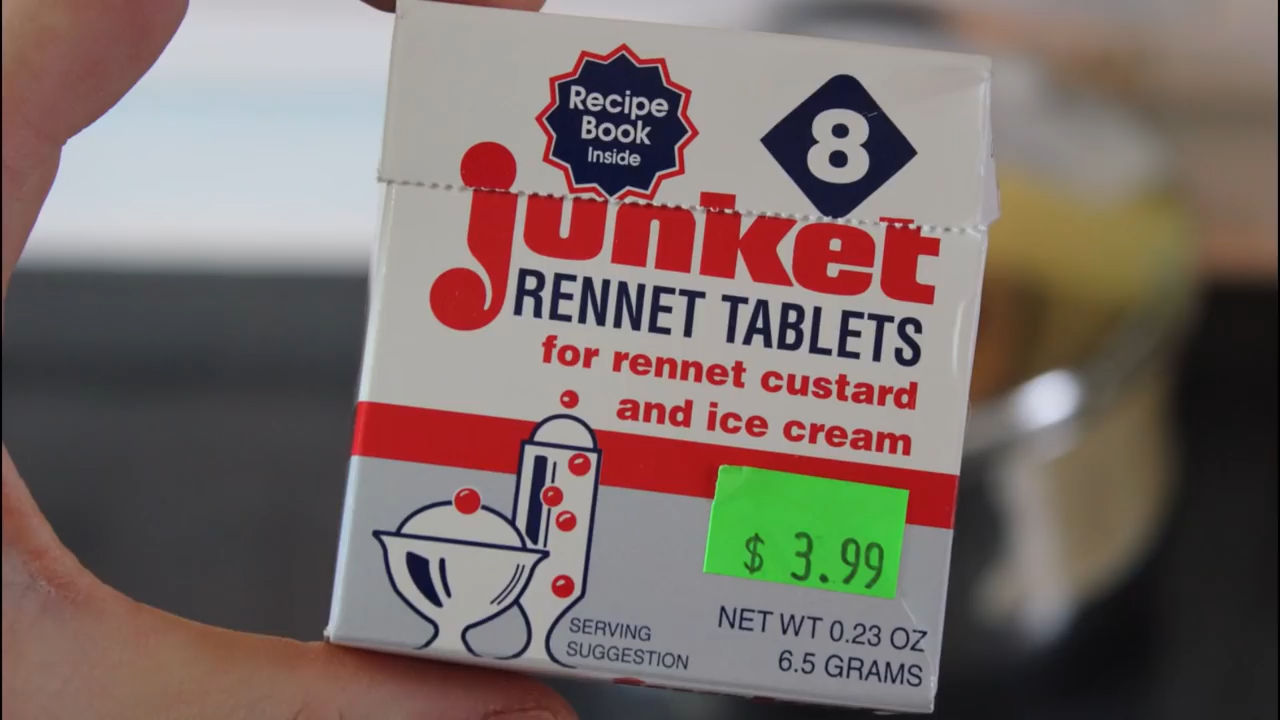 Recipe
Book
Inside
8
junket
RENNET TABLETS
for rennet custard
and ice cream
$ 3.99
SERVING
SUGGESTION
NET WT 0.23 OZ
6.5 GRAMS